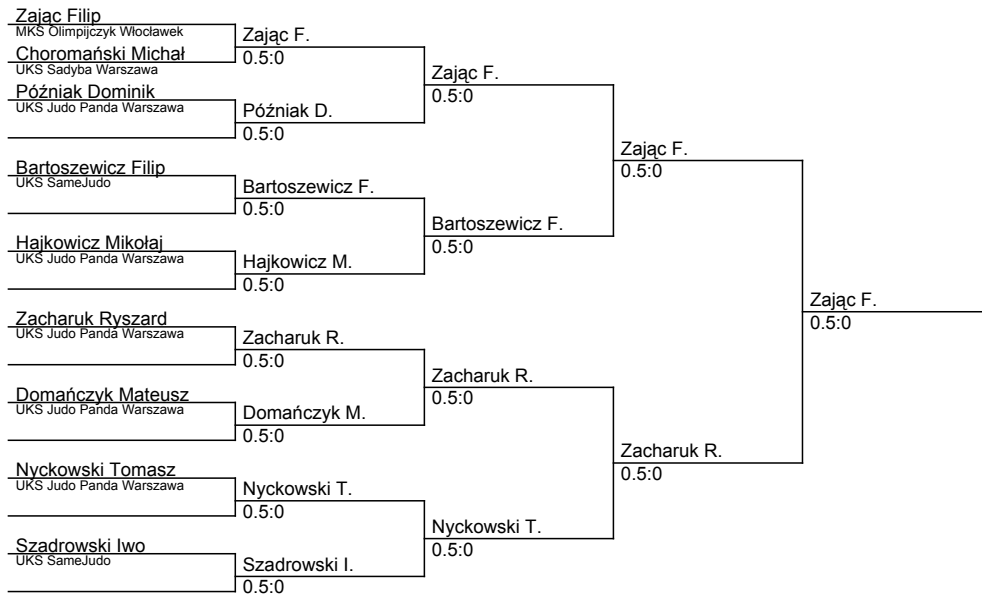 Zając Filip
MKS Olimpijczyk Włocławek
Choromański Michał
UKS Sadyba Warszawa
Późniak Dominik
UKS Judo Panda Warszawa
Bartoszewicz Filip
UKS SameJudo
Hajkowicz Mikołaj
UKS Judo Panda Warszawa
Zacharuk Ryszard
UKS Judo Panda Warszawa
Domańczyk Mateusz
UKS Judo Panda Warszawa
Nyckowski Tomasz
UKS Judo Panda Warszawa
Szadrowski Iwo
UKS SameJudo
Zając F.
0.5:0
Późniak D.
0.5:0
Bartoszewicz F.
0.5:0
Hajkowicz M.
0.5:0
Zacharuk R.
0.5:0
Domańczyk M.
0.5:0
Nyckowski T.
0.5:0
Szadrowski I.
0.5:0
Zając F.
0.5:0
Bartoszewicz F.
0.5:0
Zacharuk R.
0.5:0
Nyckowski T.
0.5:0
Zając F.
0.5:0
Zacharuk R.
0.5:0
Zając F.
0.5:0